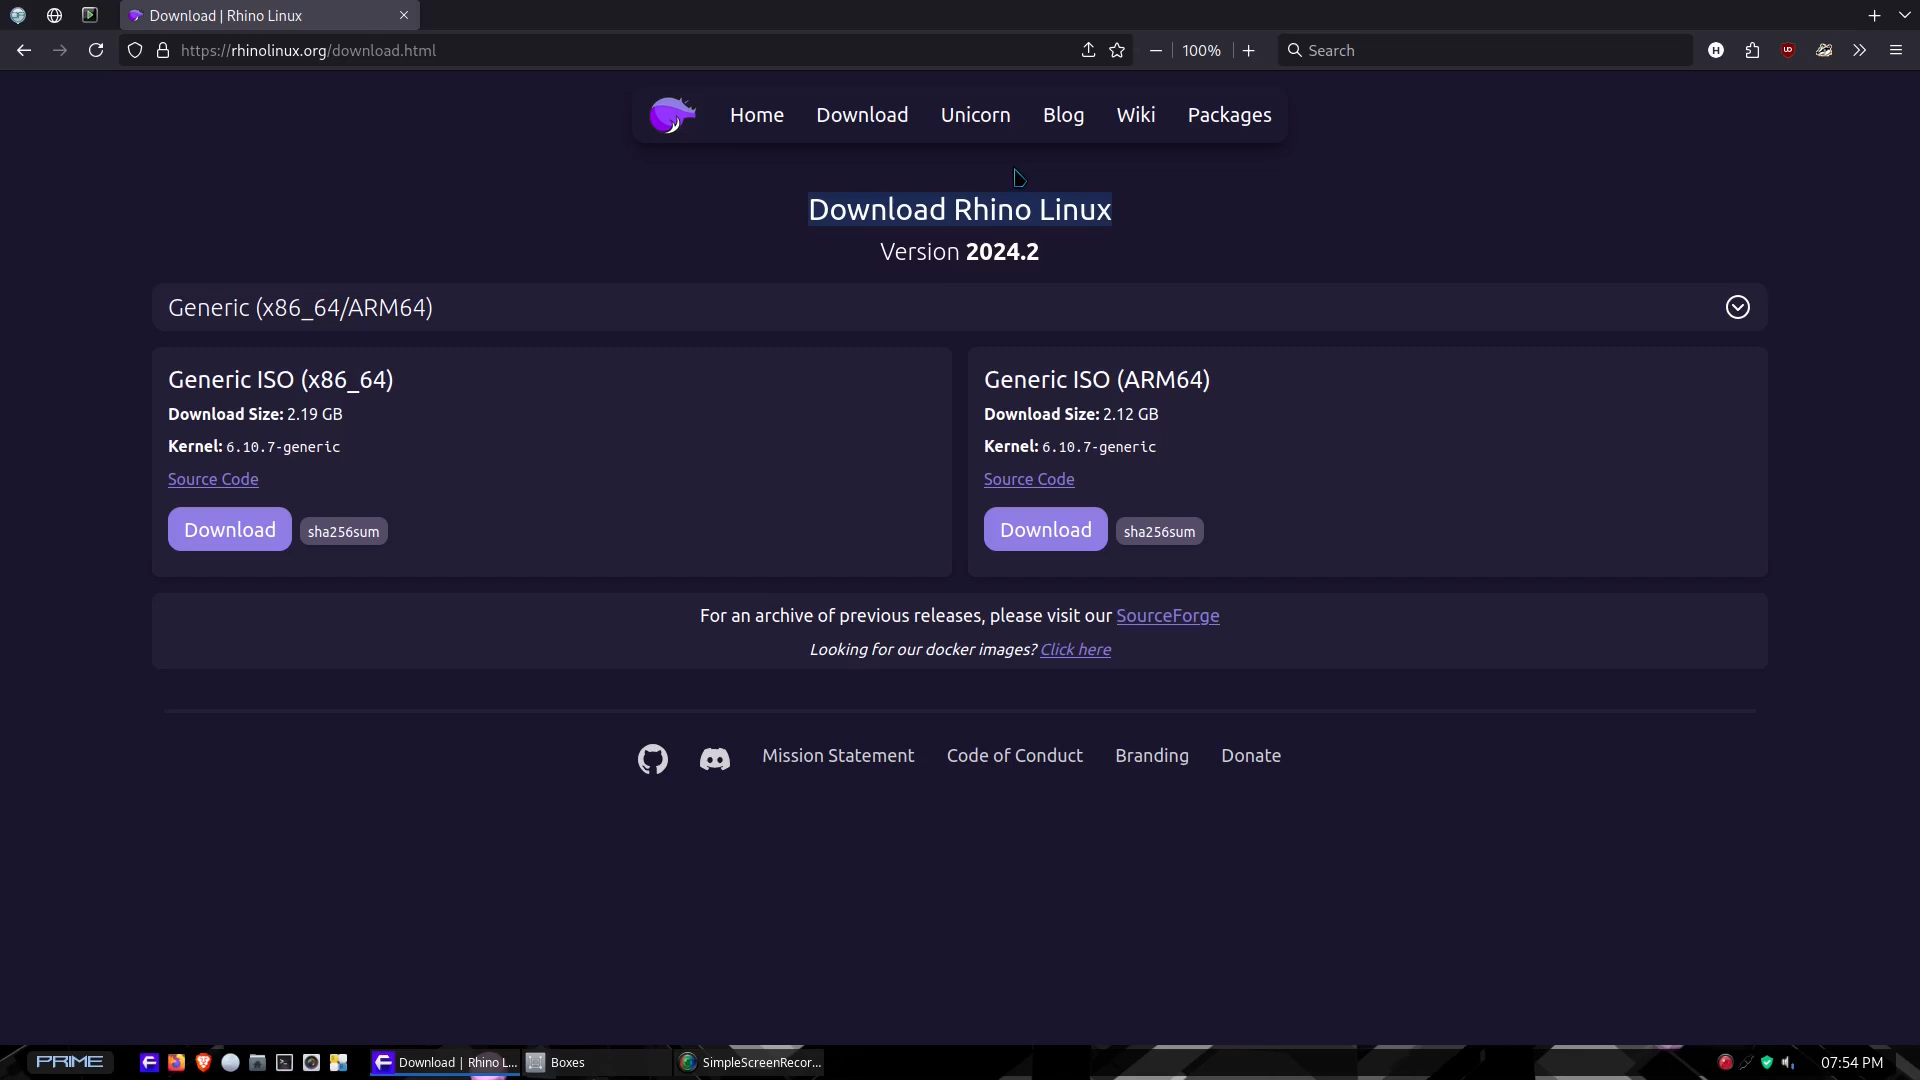 Download | Rhino Linux
https://rhinolinux.org/download.html
100%
Search
Home
Download
Unicorn
Blog
Wiki
Packages
Download Rhino Linux
Version 2024.2
Generic (x86_64/ARM64)
Generic ISO (x86_64)
Download Size: 2.19 GB
Kernel: 6.10.7-generic
Source Code
Download
sha256sum
Generic ISO (ARM64)
Download Size: 2.12 GB
Kernel: 6.10.7-generic
Source Code
Download
sha256sum
For an archive of previous releases, please visit our SourceForge
Looking for our docker images? Click here
Mission Statement
Code of Conduct
Branding
Donate
PRIME
Download | Rhino L...
Boxes
SimpleScreenRecor...
07:54 PM